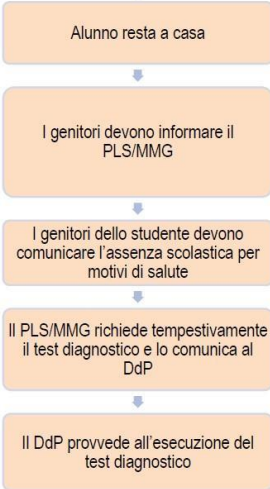 Alunno resta a casa
I genitori devono informare il
PLS/MMG
I genitori dello studente devono
comunicare l'assenza scolastica per
motivi di salute
Il PLS/MMG richiede tempestivamente
il test diagnostico e lo comunica al
DdP
Il DdP provvede all'esecuzione del
test diagnostico